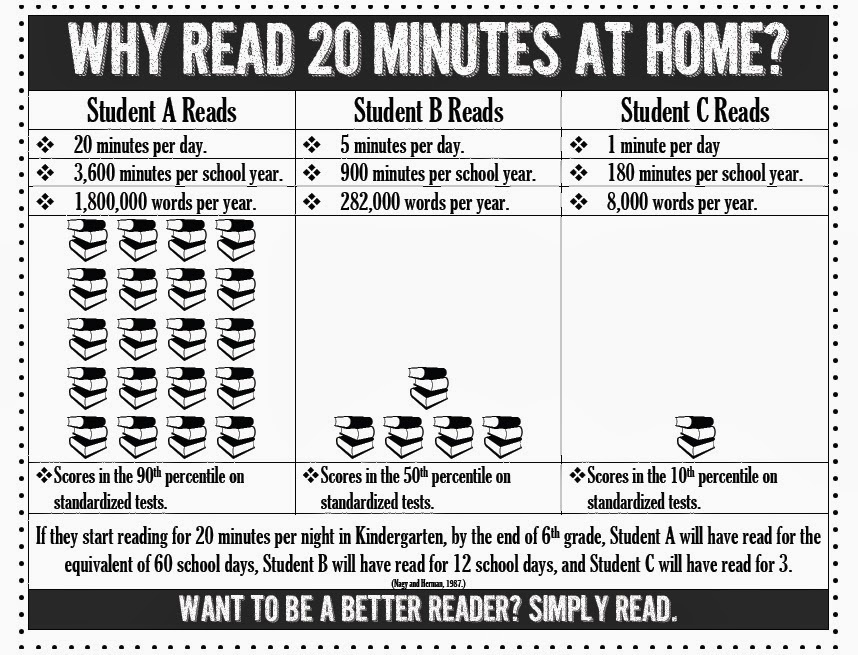 WHY READ 20 MINUTES AT HOME?
Student A Reads
❖ 20 minutes per day.
❖ 3,600 minutes per school year.
❖ 1,800,000 words per year.
❖ Scores in the 90th percentile on
standardized tests.
Student B Reads
❖ 5 minutes per day.
❖ 900 minutes per school year.
❖ 282,000 words per year.
❖ Scores in the 50th percentile on
standardized tests.
Student C Reads
❖ 1 minute per day
❖ 180 minutes per school year.
❖ 8,000 words per year.
❖ Scores in the 10th percentile on
standardized tests.
If they start reading for 20 minutes per night in Kindergarten, by the end of 6th grade, Student A will have read for the
equivalent of 60 school days, Student B will have read for 12 school days, and Student C will have read for 3.
(Nagy and Herman, 1987.)
WANT TO BE A BETTER READER? SIMPLY READ.